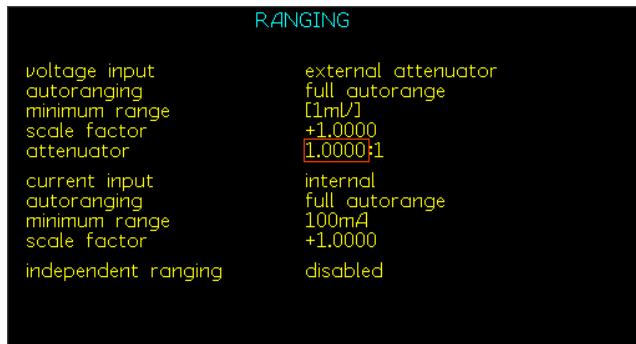 RANGING
voltage input external attenuator
autoranging full autorange
minimum range [1mV]
scale factor +1.0000
attenuator 1.0000:1
current input internal
autoranging full autorange
minimum range 100mA
scale factor +1.0000
independent ranging disabled